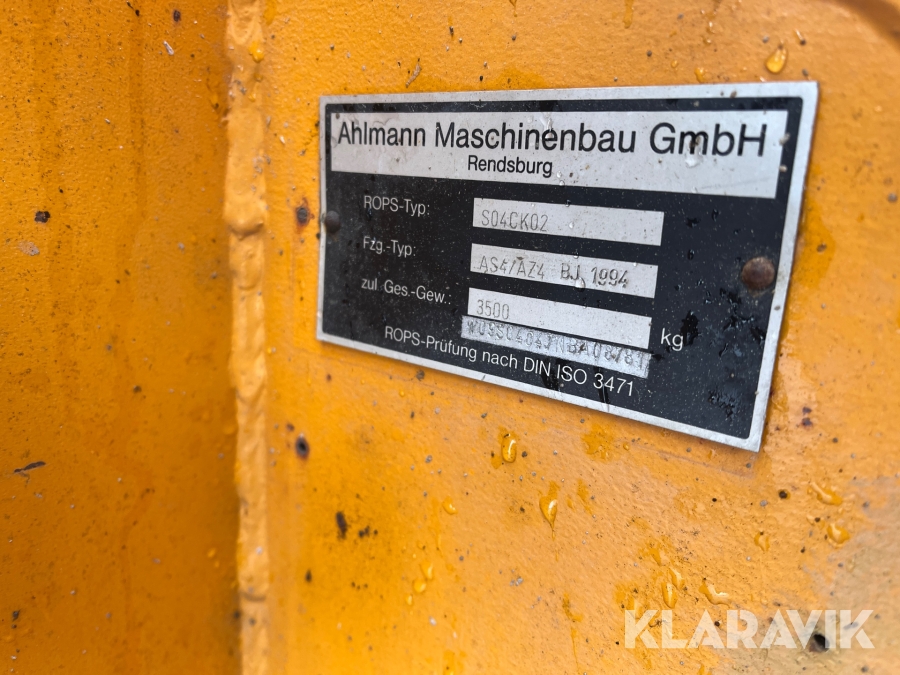 Ahlmann Maschinenbau GmbH
Rendsburg
ROPS-Typ: S04CK02
Fzg.-Typ: AS4/AZ4 BJ. 1994
zul Ges.-Gew.: 3500 kg
ROPS-Prüfung nach DIN ISO 3471
KLARAVIK